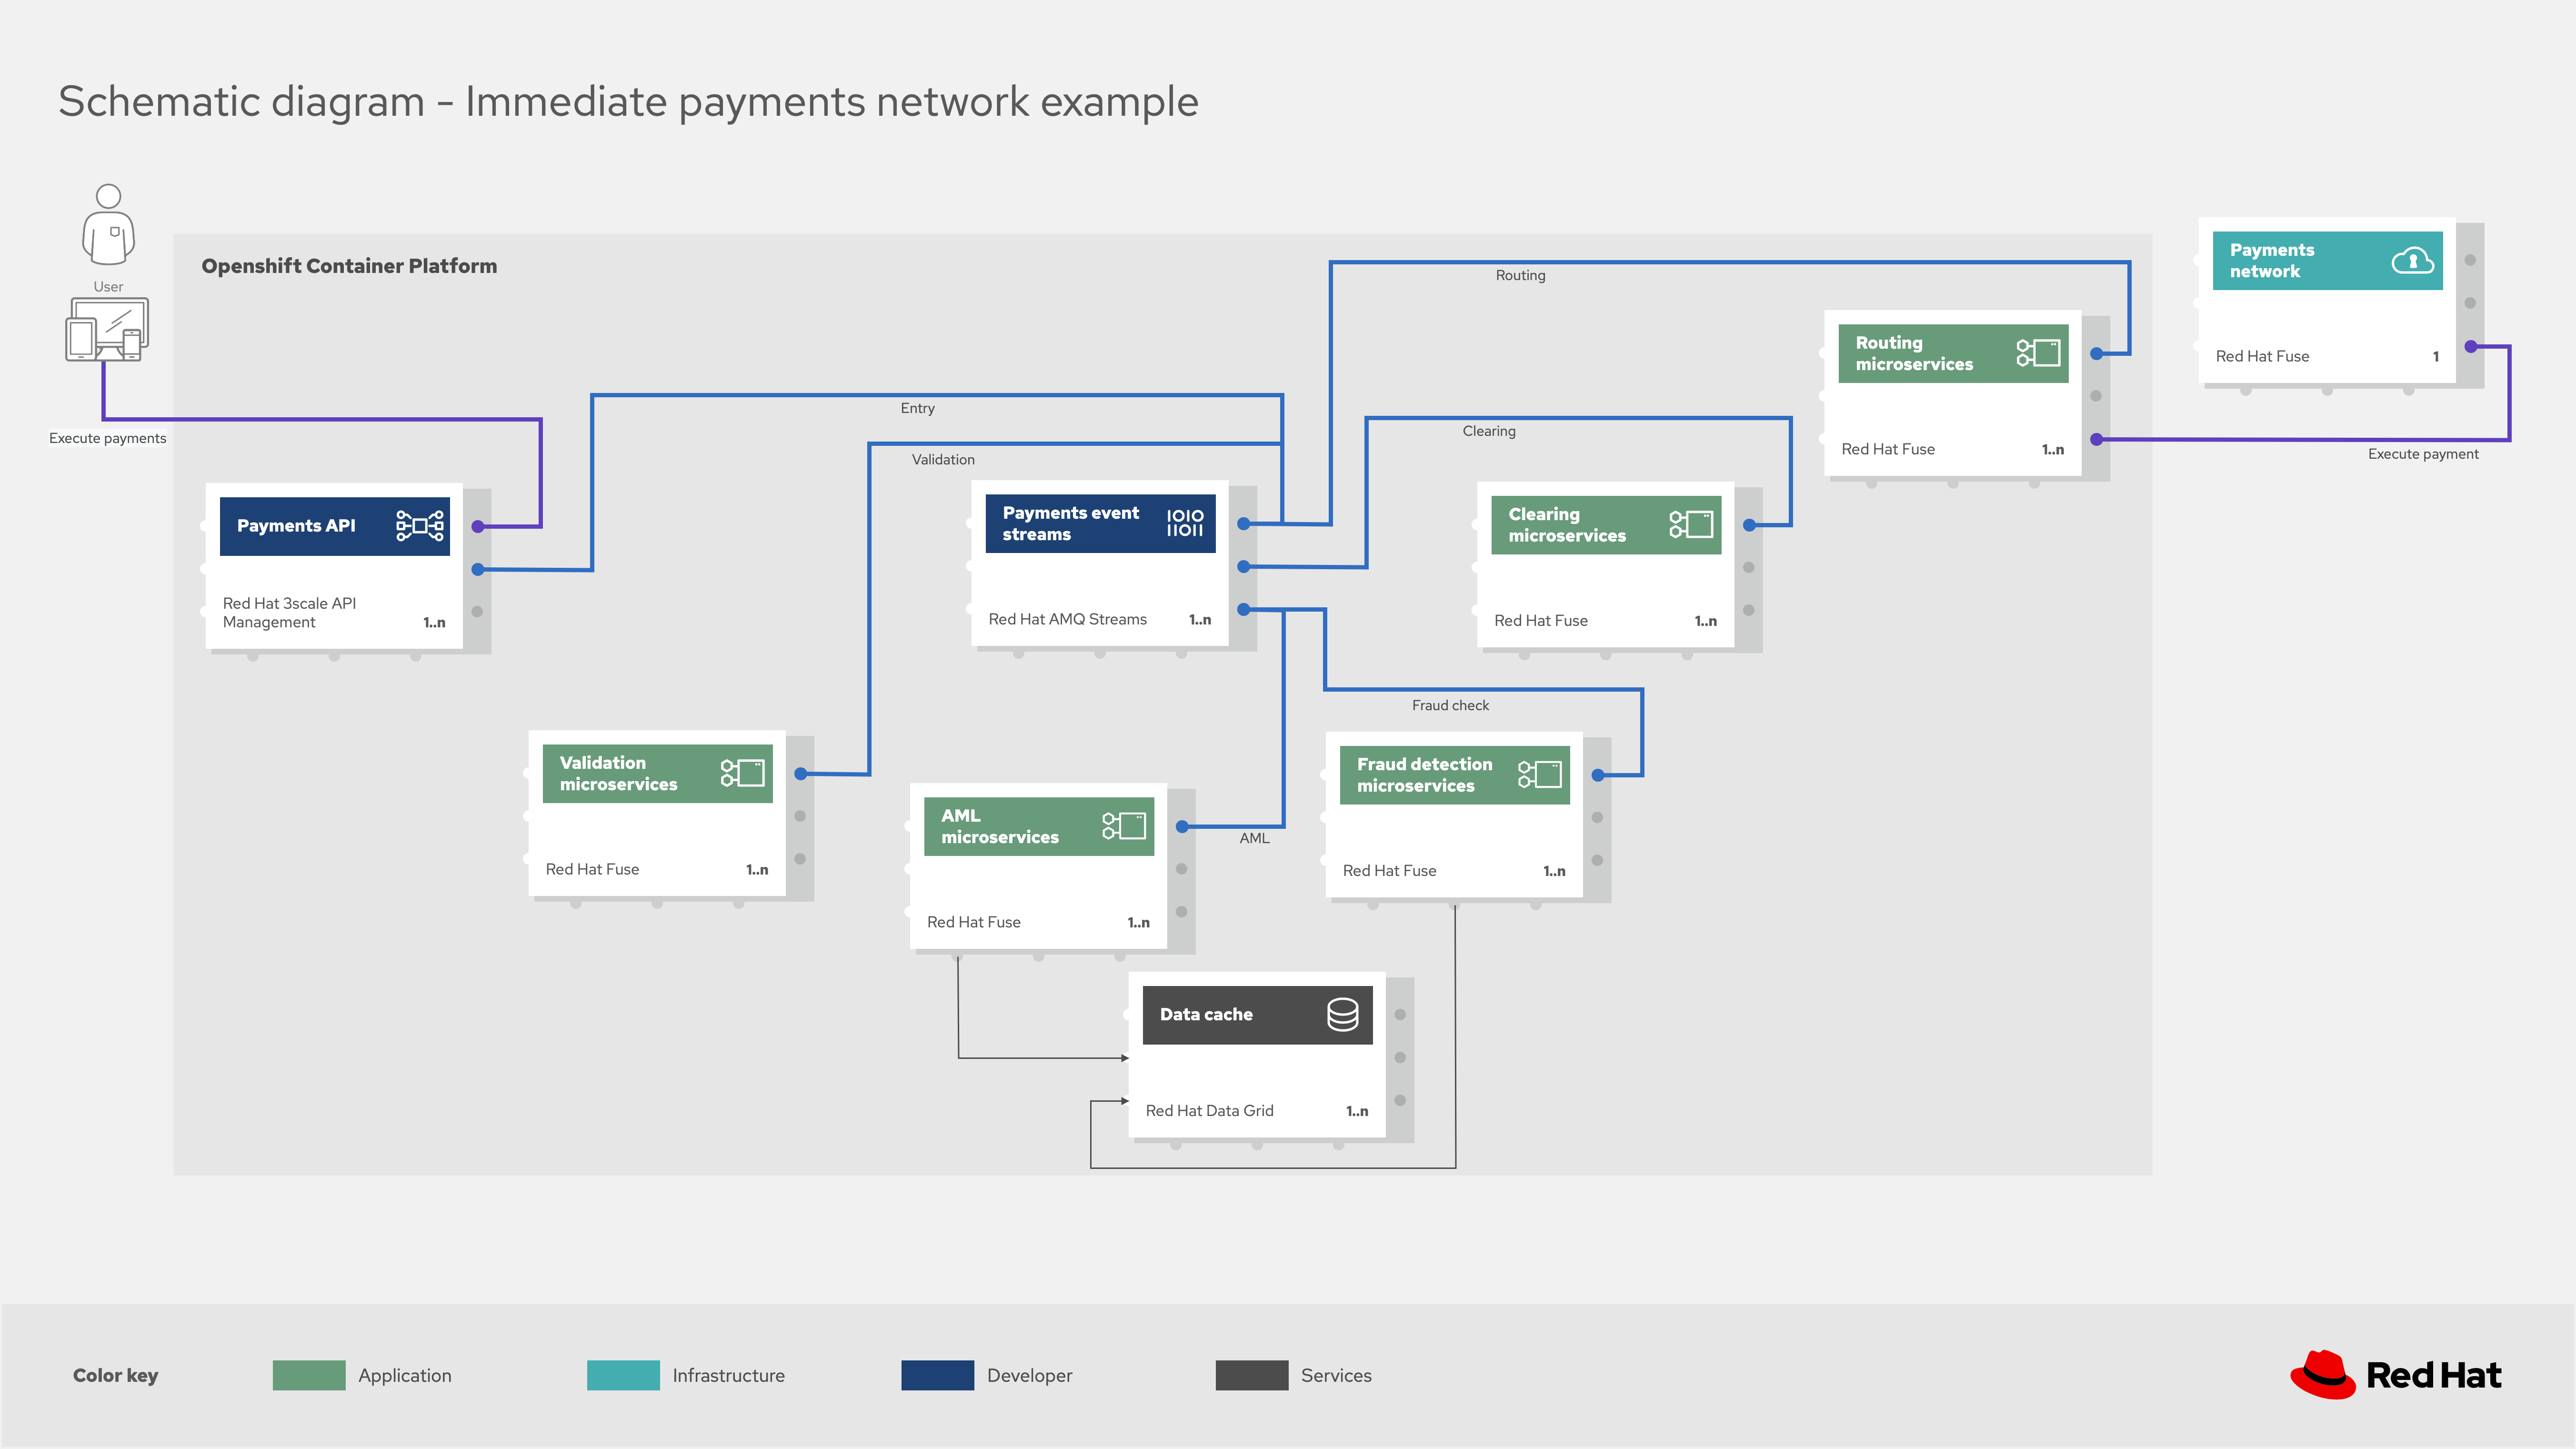 Schematic diagram - Immediate payments network example
User
Execute payments
Openshift Container Platform
Routing
Entry
Validation
Clearing
Payments
network
Red Hat Fuse 1
Execute payment
Routing
microservices
Red Hat Fuse 1..n
Payments API
Red Hat 3scale API
Management 1..n
Payments event
streams
1010
11011
Red Hat AMQ Streams 1..n
Clearing
microservices
Red Hat Fuse 1..n
Fraud check
Validation
microservices
Red Hat Fuse 1..n
AML
microservices
Red Hat Fuse 1..n
AML
Fraud detection
microservices
Red Hat Fuse 1..n
Data cache
Red Hat Data Grid 1..n
Color key
Application
Infrastructure
Developer
Services
Red Hat